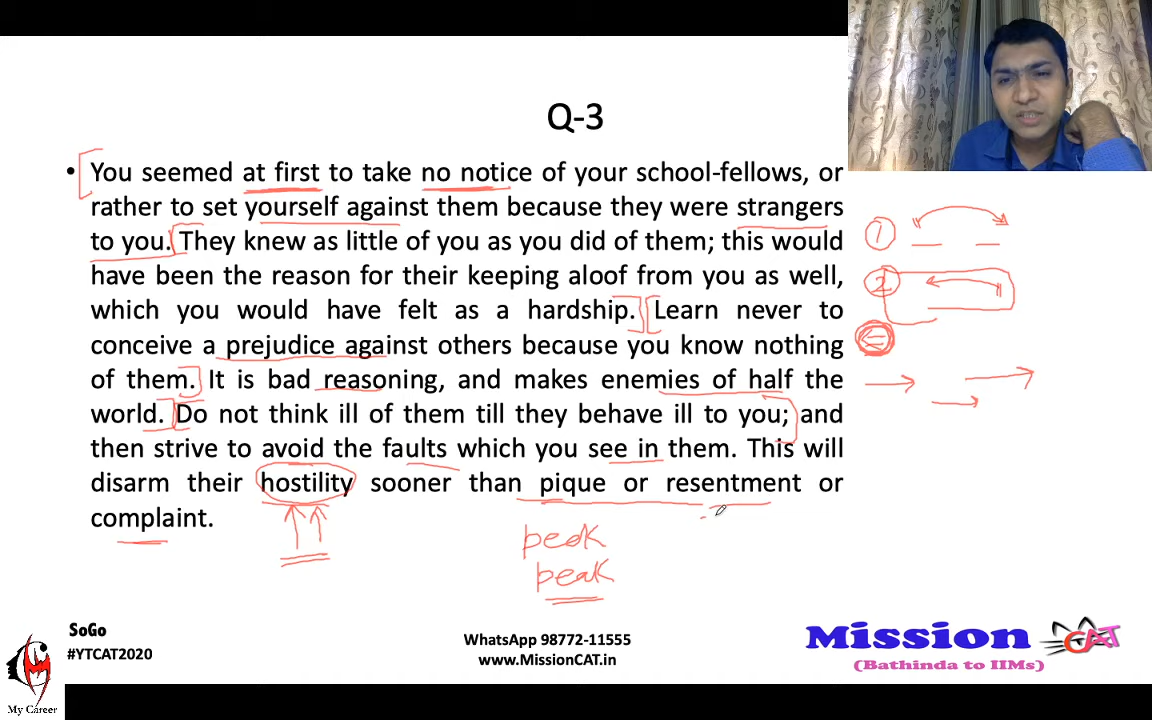 Q-3
• You seemed at first to take no notice of your school-fellows, or
rather to set yourself against them because they were strangers
to you. They knew as little of you as you did of them; this would
have been the reason for their keeping aloof from you as well,
which you would have felt as a hardship. Learn never to
conceive a prejudice against others because you know nothing
of them. It is bad reasoning, and makes enemies of half the
world. Do not think ill of them till they behave ill to you; and
then strive to avoid the faults which you see in them. This will
disarm their hostility sooner than pique or resentment or
complaint.
1
2
peak
SoGo
#YTCAT2020
WhatsApp 98772-11555
www.MissionCAT.in
Mission CAT
(Bathinda to IIMs)
My Career